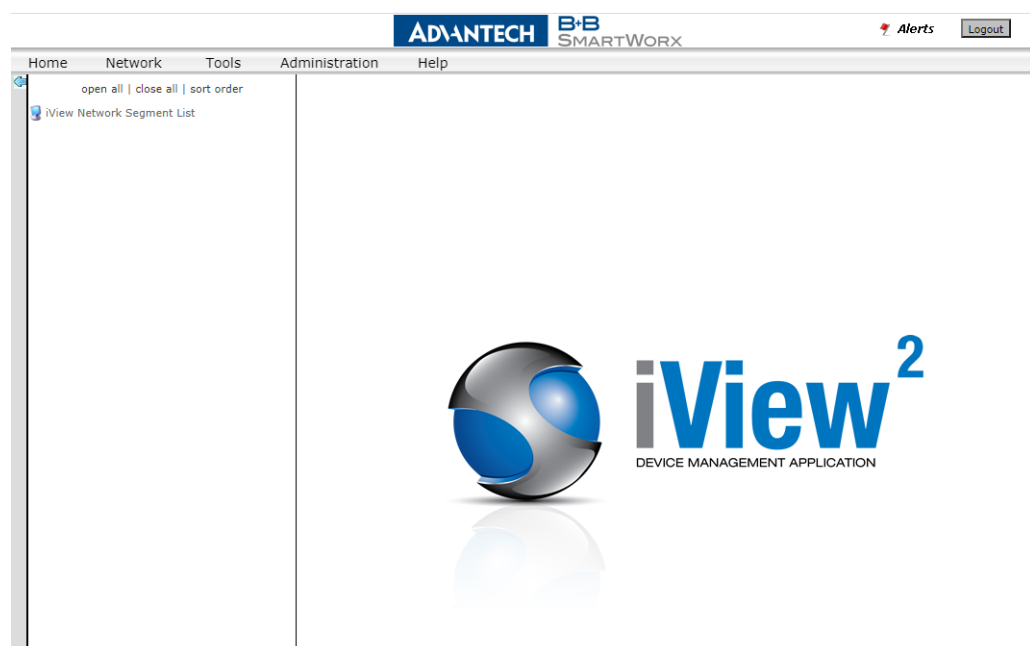 ADVANTECH B+B SMARTWORX
Alerts Logout
Home Network Tools Administration Help
open all | close all | sort order
iView Network Segment List
iView 2
DEVICE MANAGEMENT APPLICATION